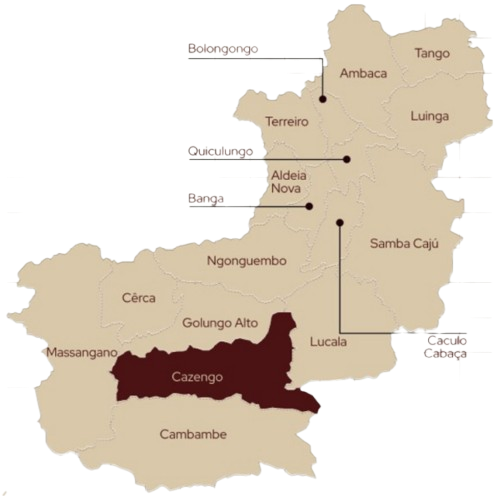 Bolongongo
Tango
Ambaca
Luinga
Terreiro
Quiculungo
Aldeia
Nova
Banga
Samba Cajú
Ngonguembo
Cêrca
Golungo Alto
Lucala
Caculo
Cabaça
Massangano
Cazengo
Cambambe